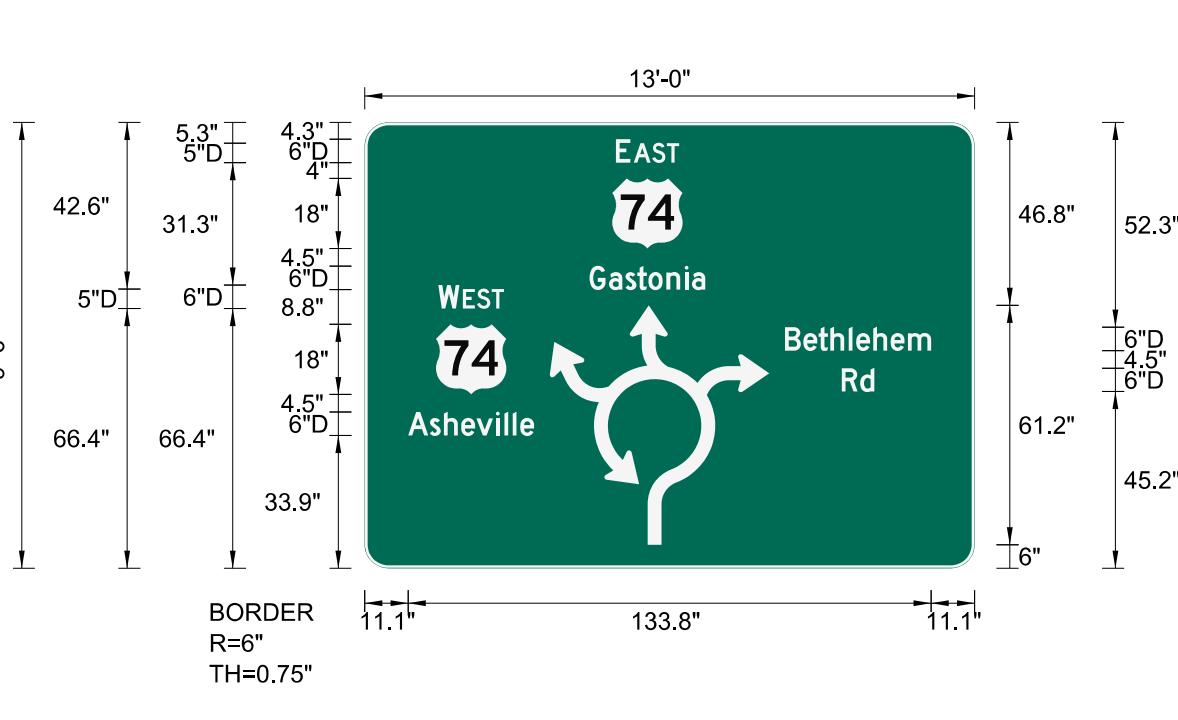 13'-0"
5.3"
5"D
31.3"
6"D
66.4"
42.6"
5"D
66.4"
4.3"
6"D
4"
18"
4.5"
6"D
8.8"
18"
4.5"
6"D
33.9"
EAST
74
Gastonia
WEST
74
Asheville
Bethlehem
Rd
46.8"
61.2"
6"
52.3"
6"D
4.5"
6"D
45.2"
11.1"
133.8"
11.1"
BORDER
R=6"
TH=0.75"